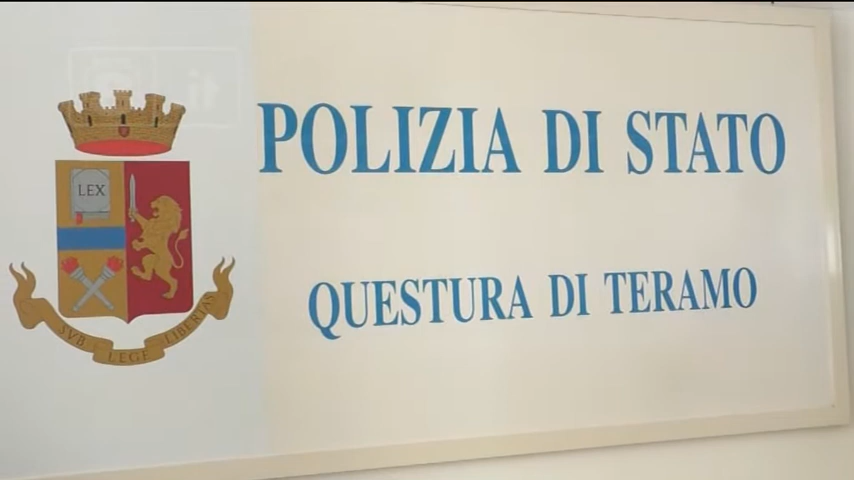 POLIZIA DI STATO
QUESTURA DI TERAMO
LEX
SVB LEGE LIBERTAS